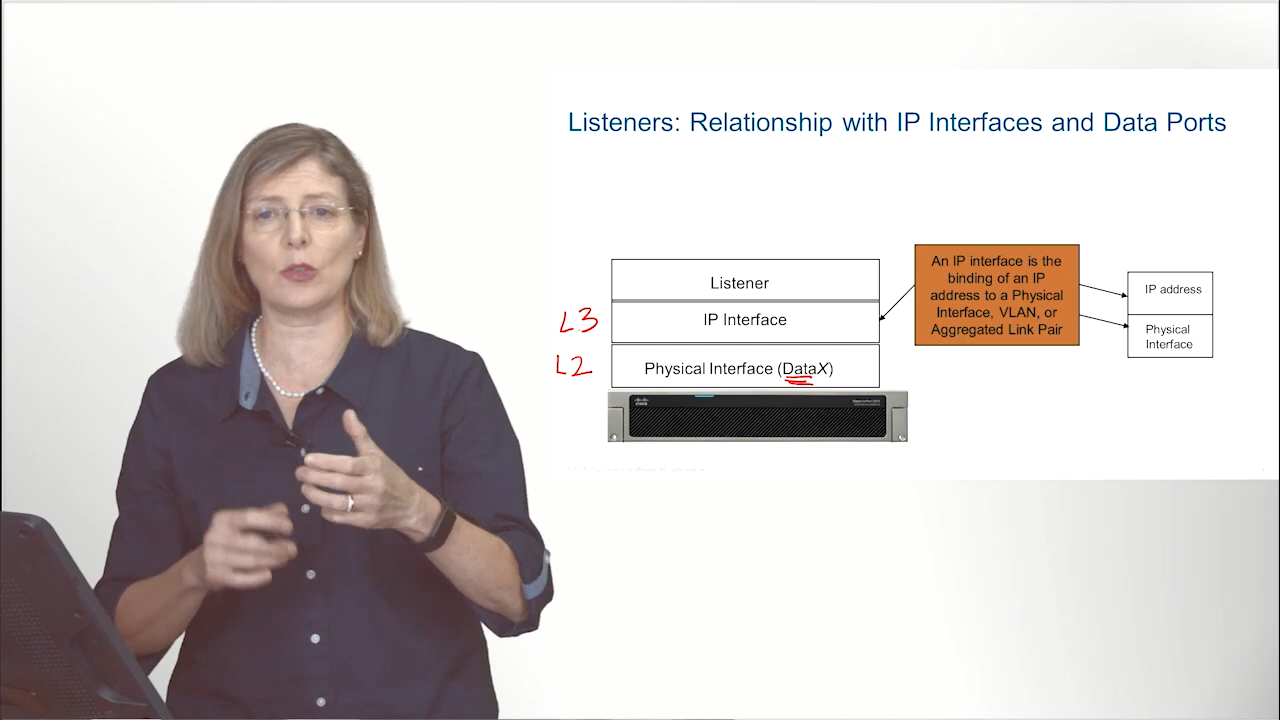 Listeners: Relationship with IP Interfaces and Data Ports
Listener
L3
IP Interface
L2
Physical Interface (DataX)
An IP interface is the
binding of an IP
address to a Physical
Interface, VLAN, or
Aggregated Link Pair
IP address
Physical
Interface
CISCO